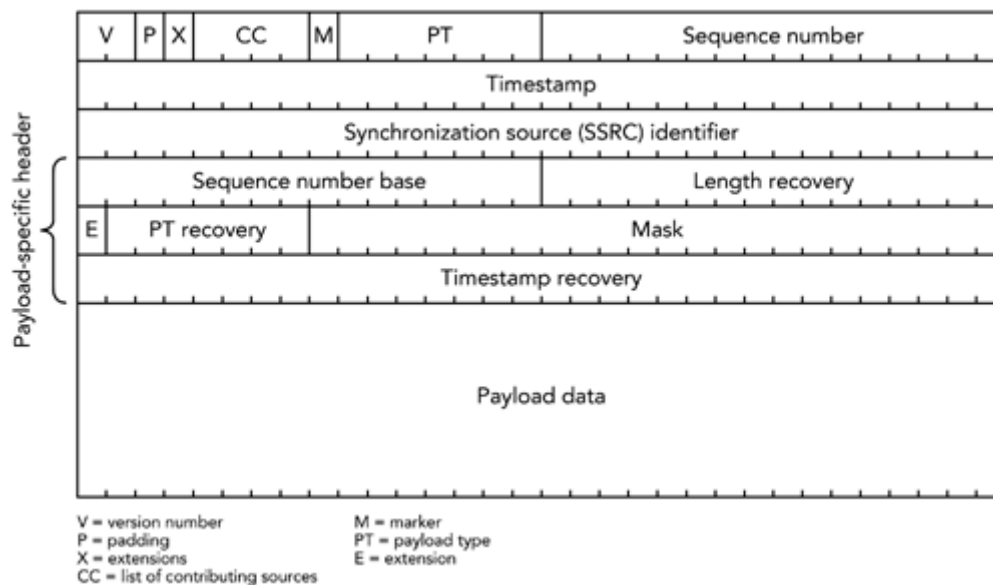 V P X CC M PT Sequence number
Timestamp
Synchronization source (SSRC) identifier
Payload-specific header
Sequence number base Length recovery
E PT recovery Mask
Timestamp recovery
Payload data
V = version number
P = padding
X = extensions
CC = list of contributing sources
M = marker
PT = payload type
E = extension